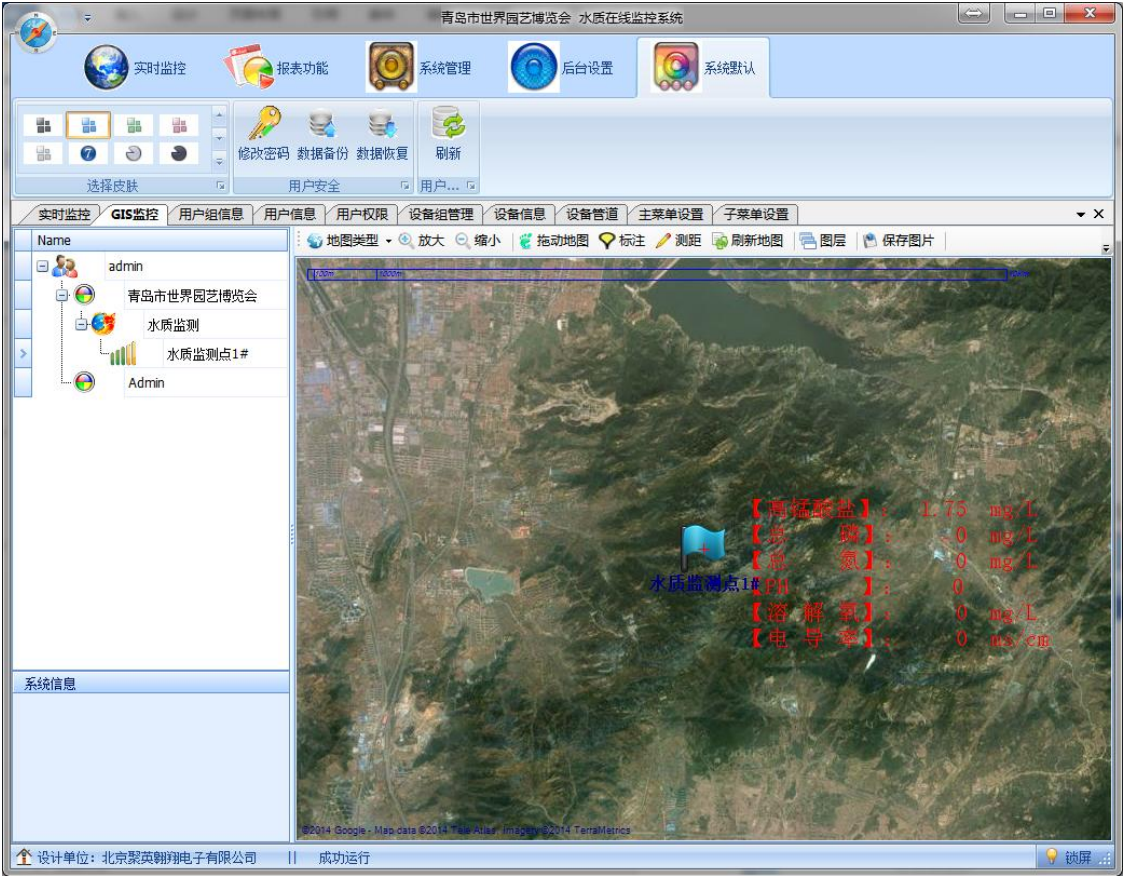 青岛市世界园艺博览会 水质在线监控系统
实时监控 报表功能 系统管理 后台设置 系统默认
修改密码 数据备份 数据恢复 刷新
选择皮肤 用户安全 用户...
实时监控 GIS监控 用户组信息 用户信息 用户权限 设备组管理 设备信息 设备管道 主菜单设置 子菜单设置
Name
地图类型 放大 缩小 拖动地图 标注 测距 刷新地图 图层 保存图片
admin
100m 1000m
青岛市世界园艺博览会
水质监测
水质监测点1#
Admin
【高锰酸盐】: 1.75 mg/L
【总 磷】: 0 mg/L
【总 氮】: 0 mg/L
水质监测点1#
【PH 】: 0
【溶 解 氧】: 0 mg/L
【电 导 率】: 0 ms/cm
系统信息
©2014 Google - Map data ©2014 Tele Atlas, Imagery ©2014 TerraMetrics
设计单位：北京聚英翱翔电子有限公司 || 成功运行 锁屏